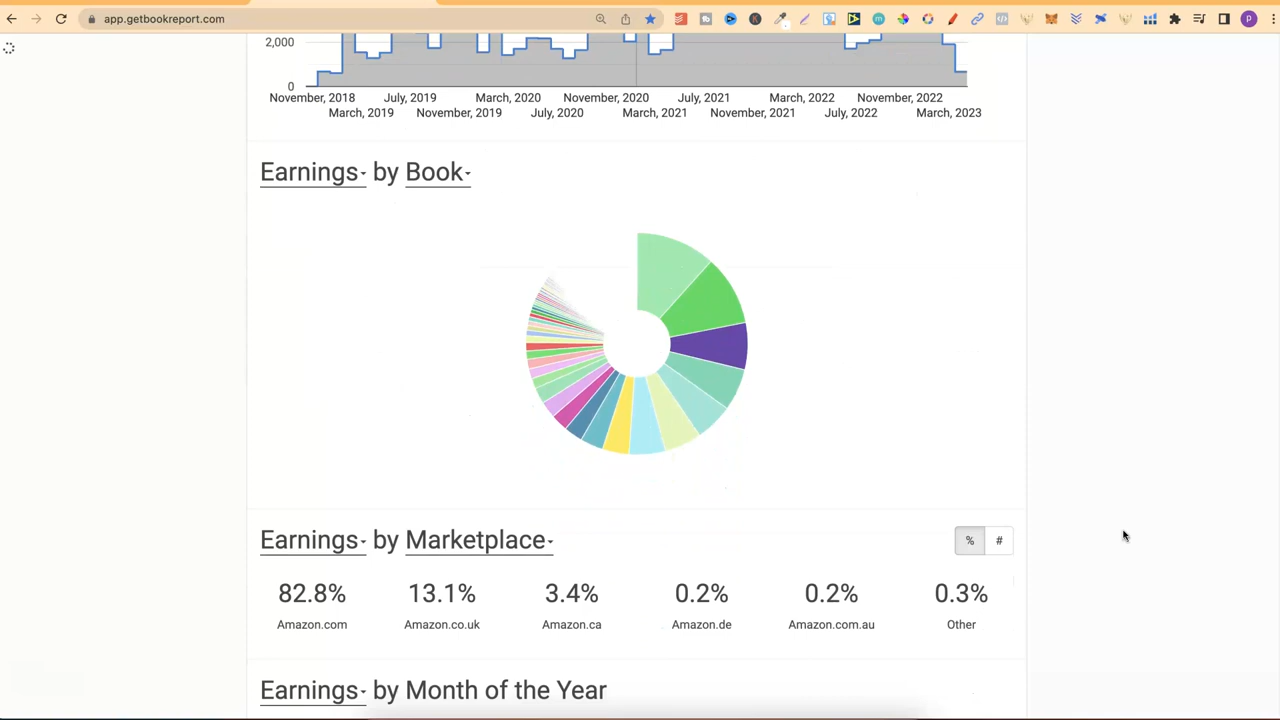 app.getbookreport.com
P
2,000
0
November, 2018 July, 2019 March, 2020 November, 2020 July, 2021 March, 2022 November, 2022
March, 2019 November, 2019 July, 2020 March, 2021 November, 2021 July, 2022 March, 2023
Earnings by Book
Earnings by Marketplace
% #
82.8% 13.1% 3.4% 0.2% 0.2% 0.3%
Amazon.com Amazon.co.uk Amazon.ca Amazon.de Amazon.com.au Other
Earnings by Month of the Year